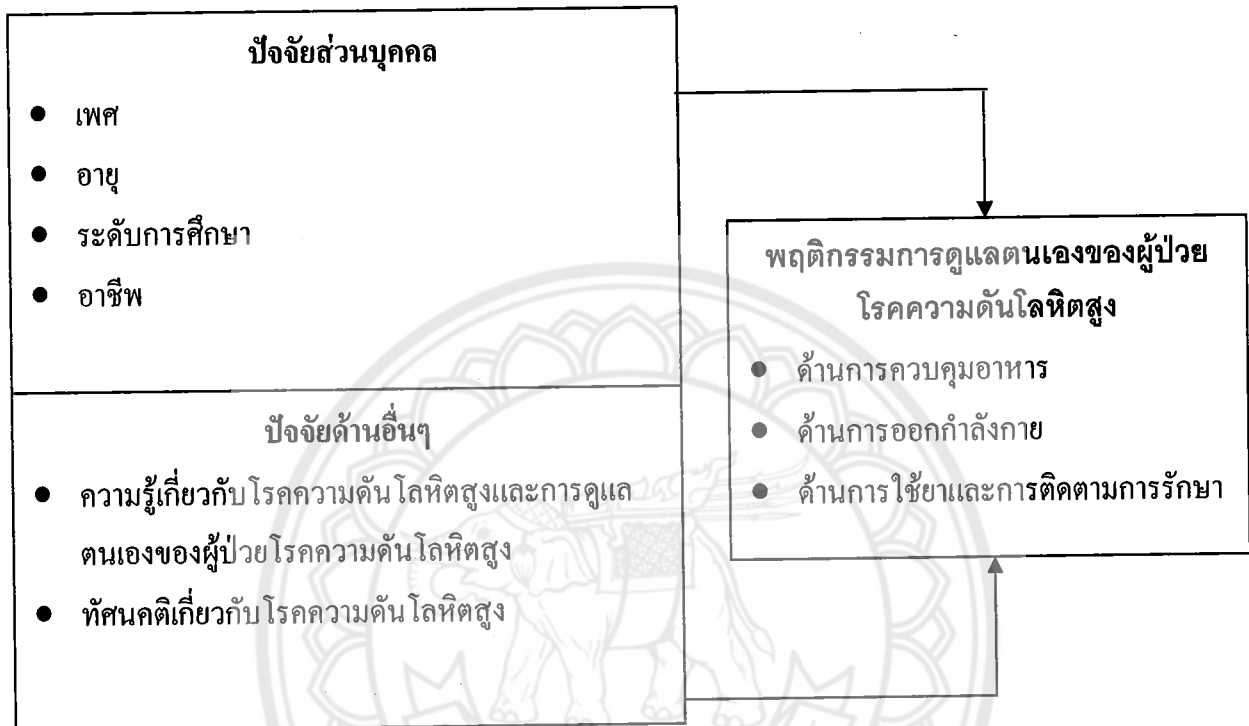 ปัจจัยส่วนบุคคล
● เพศ
● อายุ
● ระดับการศึกษา
● อาชีพ
ปัจจัยด้านอื่นๆ
● ความรู้เกี่ยวกับโรคความดันโลหิตสูงและการดูแล
ตนเองของผู้ป่วยโรคความดันโลหิตสูง
● ทัศนคติเกี่ยวกับโรคความดันโลหิตสูง
พฤติกรรมการดูแลตนเองของผู้ป่วย
โรคความดันโลหิตสูง
● ด้านการควบคุมอาหาร
● ด้านการออกกำลังกาย
● ด้านการใช้ยาและการติดตามการรักษา